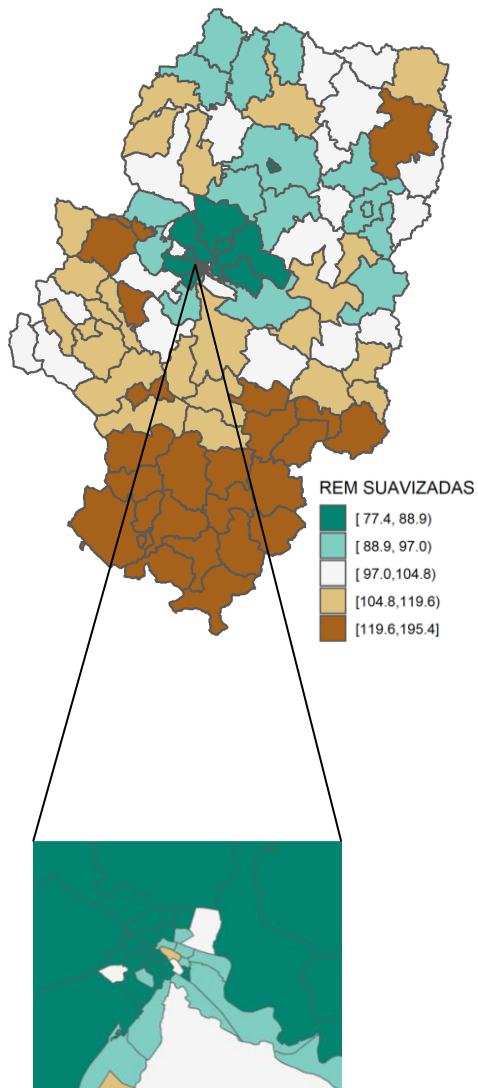 REM SUAVIZADAS
[ 77.4, 88.9)
[ 88.9, 97.0)
[ 97.0,104.8)
[104.8,119.6)
[119.6,195.4]